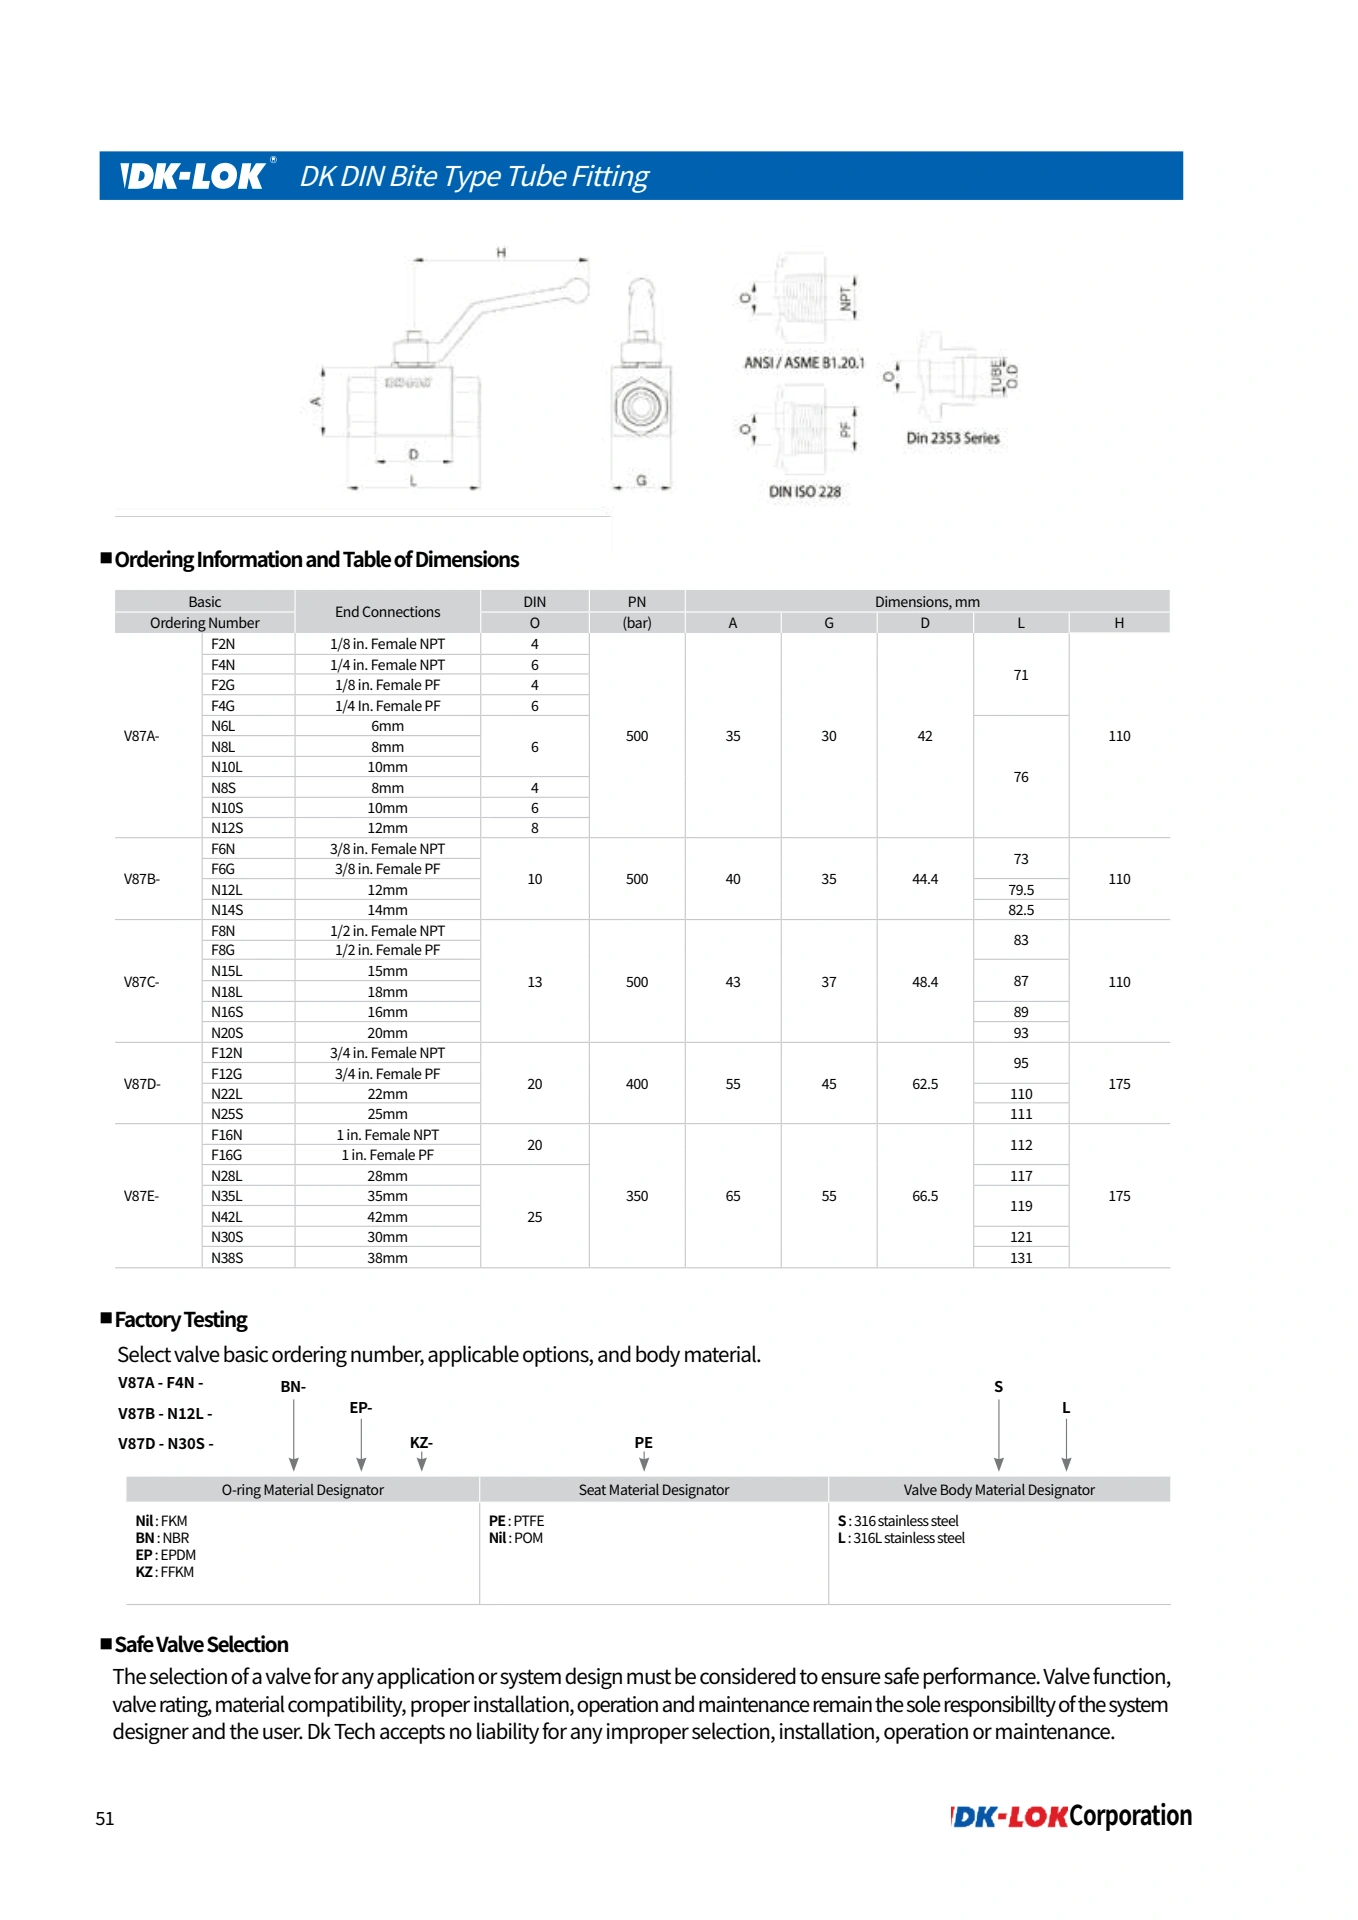 DK-LOK® DK DIN Bite Type Tube Fitting
H
A
DK-LOK
D
L
G
O
NPT
ANSI / ASME B1.20.1
O
PF
DIN ISO 228
O
TUBE
O.D
Din 2353 Series
Ordering Information and Table of Dimensions
Basic End Connections DIN PN Dimensions, mm
Ordering Number O (bar) A G D L H
F2N 1/8 in. Female NPT 4
F4N 1/4 in. Female NPT 6
71
F2G 1/8 in. Female PF 4
F4G 1/4 In. Female PF 6
N6L 6mm
V87A- 500 35 30 42 110
N8L 8mm 6
N10L 10mm
76
N8S 8mm 4
N10S 10mm 6
N12S 12mm 8
F6N 3/8 in. Female NPT
73
F6G 3/8 in. Female PF
V87B- 10 500 40 35 44.4 110
N12L 12mm 79.5
N14S 14mm 82.5
F8N 1/2 in. Female NPT
83
F8G 1/2 in. Female PF
N15L 15mm
V87C- 13 500 43 37 48.4 87 110
N18L 18mm
N16S 16mm 89
N20S 20mm 93
F12N 3/4 in. Female NPT
95
F12G 3/4 in. Female PF
V87D- 20 400 55 45 62.5 175
N22L 22mm 110
N25S 25mm 111
F16N 1 in. Female NPT
20 112
F16G 1 in. Female PF
N28L 28mm 117
V87E- N35L 35mm 350 65 55 66.5 175
119
N42L 42mm 25
N30S 30mm 121
N38S 38mm 131
Factory Testing
Select valve basic ordering number, applicable options, and body material.
V87A - F4N - BN- S
EP- L
V87B - N12L -
V87D - N30S - KZ- PE
O-ring Material Designator Seat Material Designator Valve Body Material Designator
Nil : FKM PE : PTFE S : 316 stainless steel
BN : NBR Nil : POM L : 316L stainless steel
EP : EPDM
KZ : FFKM
Safe Valve Selection
The selection of a valve for any application or system design must be considered to ensure safe performance. Valve function,
valve rating, material compatibility, proper installation, operation and maintenance remain the sole responsibillty of the system
designer and the user. Dk Tech accepts no liability for any improper selection, installation, operation or maintenance.
51
DK-LOK Corporation